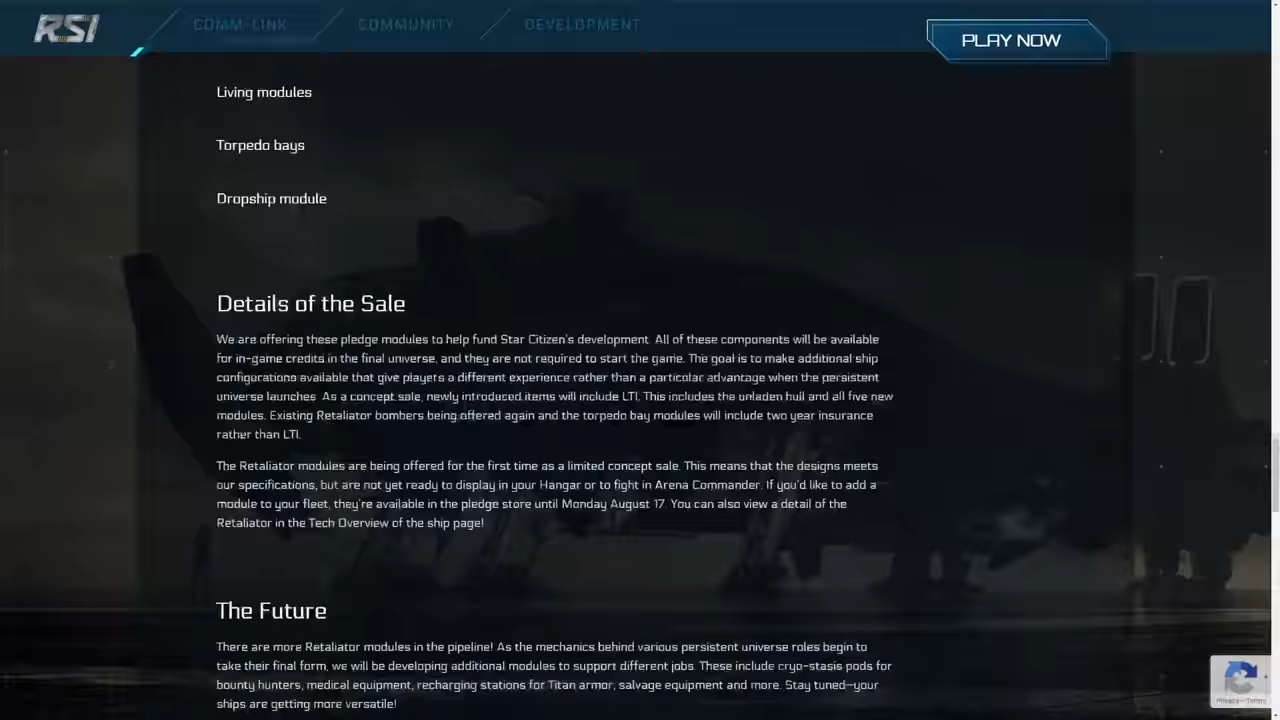 RSI
COMM-LINK
COMMUNITY
DEVELOPMENT
PLAY NOW
Living modules
Torpedo bays
Dropship module
Details of the Sale
We are offering these pledge modules to help fund Star Citizen's development. All of these components will be available
for in-game credits in the final universe, and they are not required to start the game. The goal is to make additional ship
configurations available that give players a different experience rather than a particular advantage when the persistent
universe launches. As a concept sale, newly introduced items will include LTI. This includes the unladen hull and all five new
modules. Existing Retaliator bombers being offered again and the torpedo bay modules will include two year insurance
rather than LTI.
The Retaliator modules are being offered for the first time as a limited concept sale. This means that the designs meets
our specifications, but are not yet ready to display in your Hangar or to fight in Arena Commander. If you'd like to add a
module to your fleet, they're available in the pledge store until Monday August 17. You can also view a detail of the
Retaliator in the Tech Overview of the ship page!
The Future
There are more Retaliator modules in the pipeline! As the mechanics behind various persistent universe roles begin to
take their final form, we will be developing additional modules to support different jobs. These include cryo-stasis pods for
bounty hunters, medical equipment, recharging stations for Titan armor, salvage equipment and more. Stay tuned—your
ships are getting more versatile!
Privacy - Terms